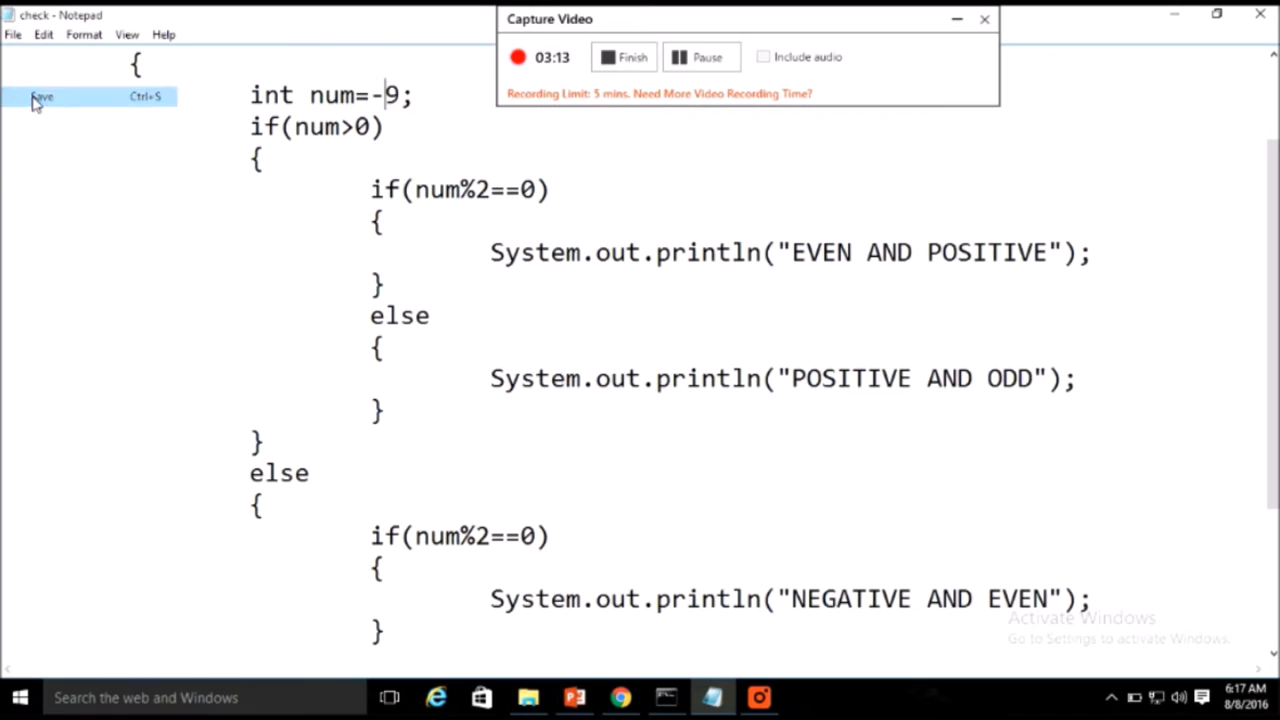 check - Notepad
File Edit Format View Help
Save Ctrl+S
Capture Video
03:13 Finish Pause Include audio
Recording Limit: 5 mins. Need More Video Recording Time?
{
int num=-9;
if(num>0)
{
if(num%2==0)
{
System.out.println("EVEN AND POSITIVE");
}
else
{
System.out.println("POSITIVE AND ODD");
}
}
else
{
if(num%2==0)
{
System.out.println("NEGATIVE AND EVEN");
}
Activate Windows
Go to Settings to activate Windows.
Search the web and Windows
6:17 AM
8/8/2016